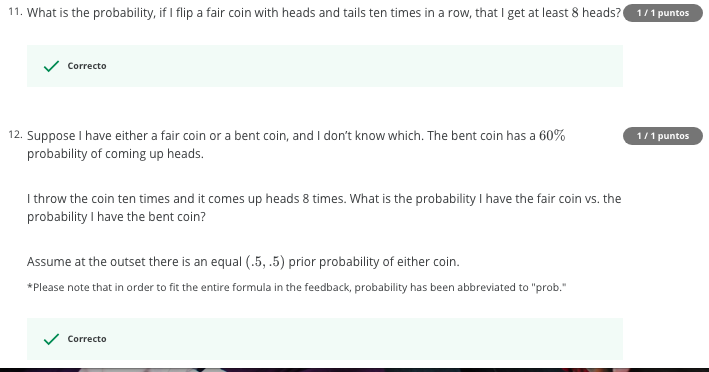 11. What is the probability, if I flip a fair coin with heads and tails ten times in a row, that I get at least 8 heads? 1 / 1 puntos
Correcto
12. Suppose I have either a fair coin or a bent coin, and I don't know which. The bent coin has a 60% 1 / 1 puntos
probability of coming up heads.
I throw the coin ten times and it comes up heads 8 times. What is the probability I have the fair coin vs. the
probability I have the bent coin?
Assume at the outset there is an equal (.5, .5) prior probability of either coin.
*Please note that in order to fit the entire formula in the feedback, probability has been abbreviated to "prob."
Correcto